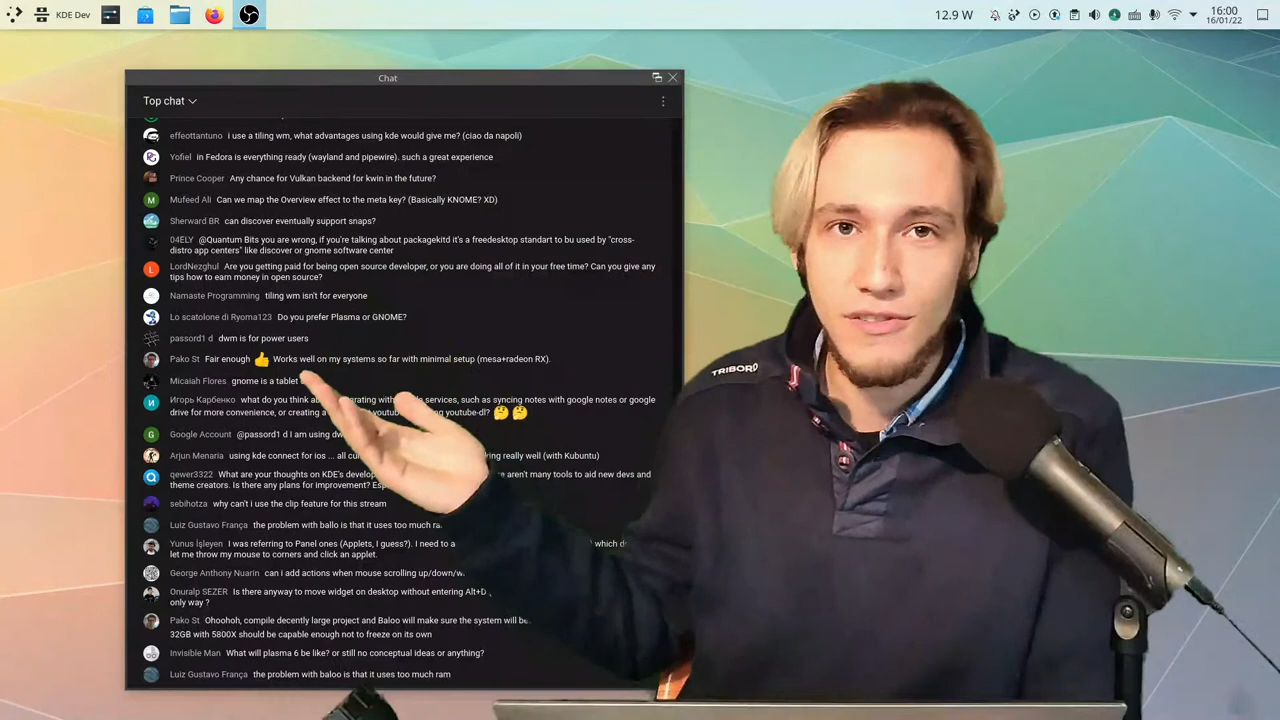 KDE Dev
12.9 W
16:00
16/01/22
Chat
Top chat
effeottantuno i use a tiling wm, what advantages using kde would give me? (ciao da napoli)
Yofiel in Fedora is everything ready (wayland and pipewire). such a great experience
Prince Cooper Any chance for Vulkan backend for kwin in the future?
M Mufeed Ali Can we map the Overview effect to the meta key? (Basically KNOME? XD)
Sherward BR can discover eventually support snaps?
04ELY @Quantum Bits you are wrong, if you're talking about packagekit it's a freedesktop standart to bu used by "cross-
distro app centers" like discover or gnome software center
L LordNezghul Are you getting paid for being open source developer, or you are doing all of it in your free time? Can you give any
tips how to earn money in open source?
Namaste Programming tiling wm isn't for everyone
Lo scatolone di Ryoma123 Do you prefer Plasma or GNOME?
passord1 d dwm is for power users
Pako St Fair enough 👍 Works well on my systems so far with minimal setup (mesa+radeon RX).
Micaiah Flores gnome is a tablet
И Игорь Карбенко what do you think services, such as syncing notes with google notes or google
drive for more convenience, or creating a youtube-dl? 🤔 🤔
G Google Account @passord1 d I am using
Arjun Menaria using kde connect for ios ... all really well (with Kubuntu)
qewer3322 What are your thoughts on KDE's aren't many tools to aid new devs and
theme creators. Is there any plans for improvement?
sebihotza why can't i use the clip feature for this stream
Luiz Gustavo França the problem with ballo is that it uses too much
Yunus İşleyen I was referring to Panel ones (Applets, I guess?). I need to which
let me throw my mouse to corners and click an applet.
George Anthony Nuarin can i add actions when mouse scrolling
Onuralp SEZER Is there anyway to move widget on desktop without entering Alt+D
only way ?
Pako St Ohoohoh, compile decently large project and Baloo will make sure the system will
32GB with 5800X should be capable enough not to freeze on its own
Invisible Man What will plasma 6 be like? or still no conceptual ideas or anything?
Luiz Gustavo França the problem with baloo is that it uses too much ram
TRIBORD